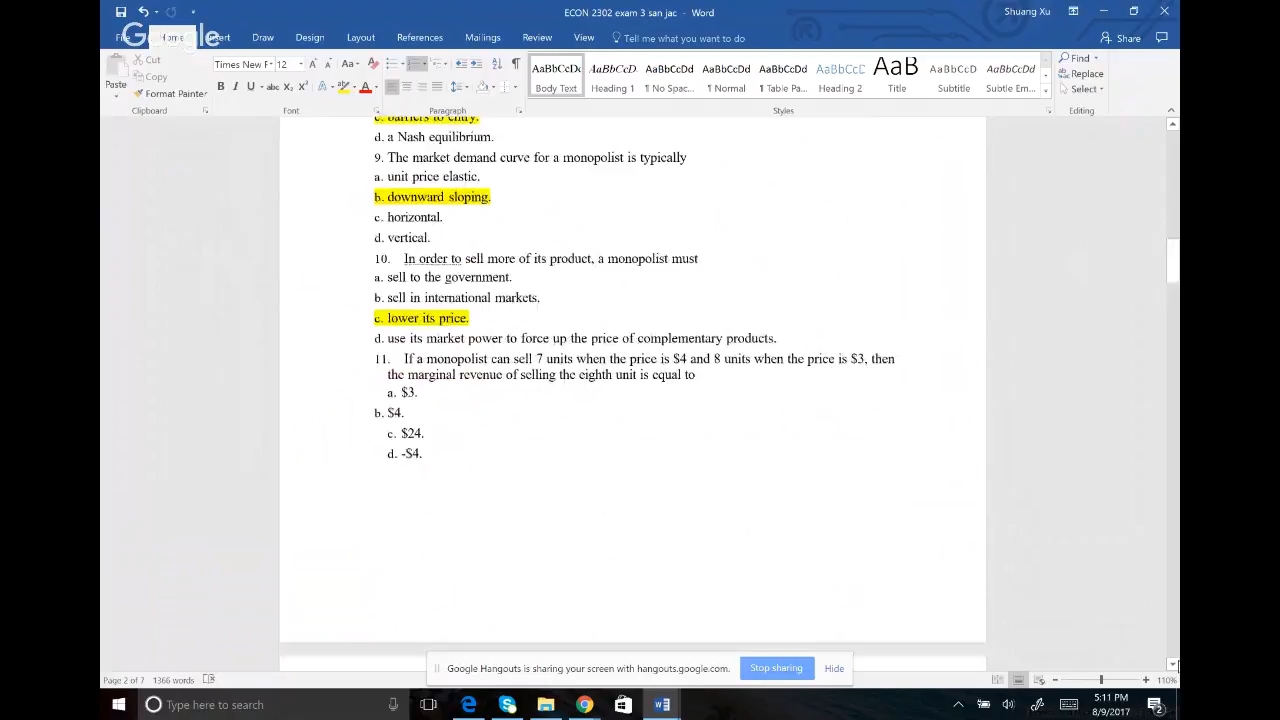 Google
ECON 2302 exam 3 san jac - Word
Shuang Xu
Home
Draw
Design
Layout
References
Mailings
Review
View
Tell me what you want to do
Share
Paste
Cut
Copy
Format Painter
Clipboard
Times New F
12
Font
Paragraph
AaBbCcDc
Body Text
AaBbCcD
Heading 1
AaBbCcDd
¶ No Spac...
AaBbCcDd
¶ Normal
AaBbCcDd
¶ Table Pa...
AaBbCcC
Heading 2
AaB
Title
AaBbCcDd
Subtitle
AaBbCcDd
Subtle Em...
Styles
Find
Replace
Select
Editing
c. barriers to entry.
d. a Nash equilibrium.
9. The market demand curve for a monopolist is typically
a. unit price elastic.
b. downward sloping.
c. horizontal.
d. vertical.
10. In order to sell more of its product, a monopolist must
a. sell to the government.
b. sell in international markets.
c. lower its price.
d. use its market power to force up the price of complementary products.
11. If a monopolist can sell 7 units when the price is $4 and 8 units when the price is $3, then
the marginal revenue of selling the eighth unit is equal to
a. $3.
b. $4.
c. $24.
d. -$4.
Google Hangouts is sharing your screen with hangouts.google.com.
Stop sharing
Hide
Page 2 of 7
1366 words
110%
Type here to search
5:11 PM
8/9/2017
2